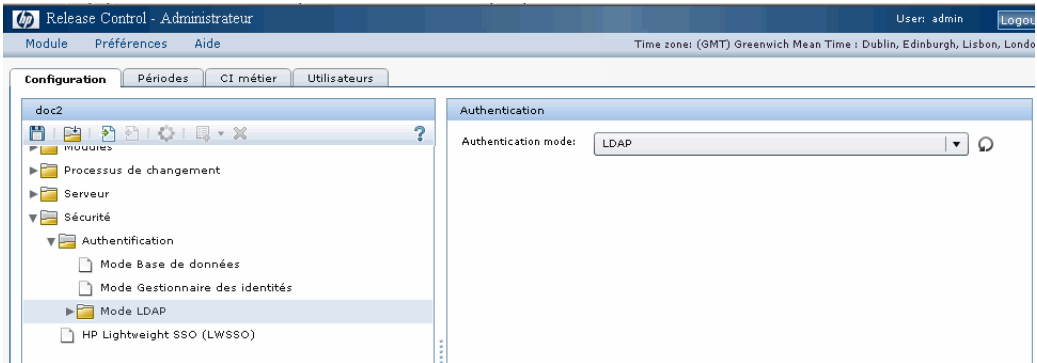 hp Release Control - Administrateur User: admin Logou
Module Préférences Aide Time zone: (GMT) Greenwich Mean Time : Dublin, Edinburgh, Lisbon, Londo
Configuration Périodes CI métier Utilisateurs
doc2
?
Modules
Processus de changement
Serveur
Sécurité
Authentification
Mode Base de données
Mode Gestionnaire des identités
Mode LDAP
HP Lightweight SSO (LWSSO)
Authentication
Authentication mode: LDAP